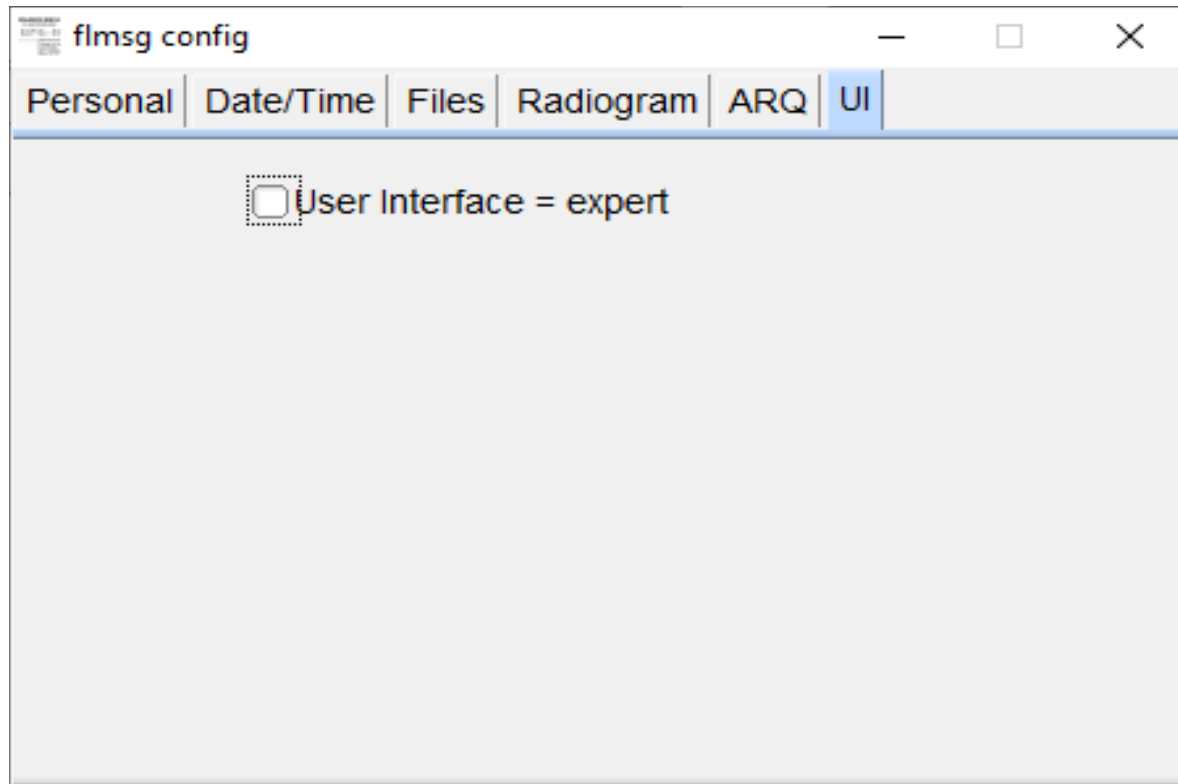 flmsg config
Personal Date/Time Files Radiogram ARQ UI
User Interface = expert